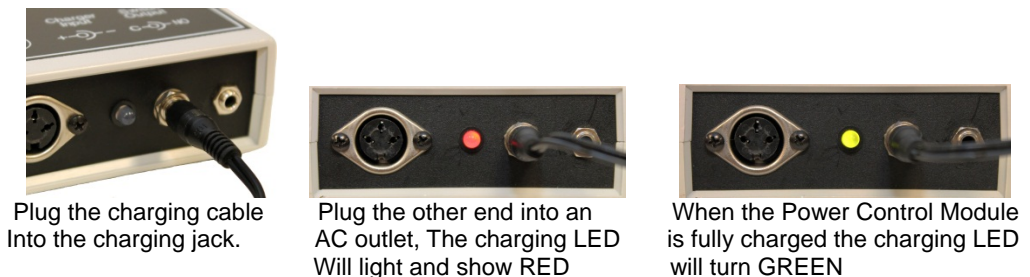 Charger
Input
Output
+ -
C NO
Plug the charging cable
Into the charging jack.
Plug the other end into an
AC outlet, The charging LED
Will light and show RED
When the Power Control Module
is fully charged the charging LED
will turn GREEN